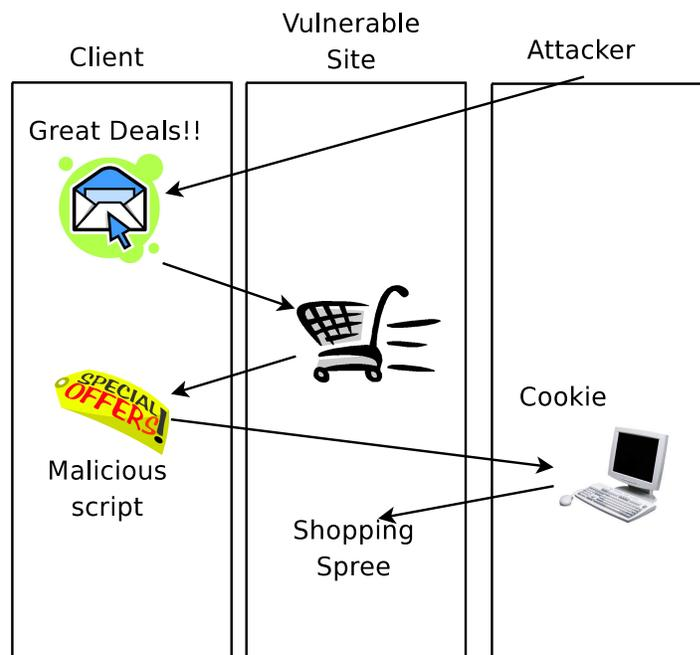 Client
Vulnerable
Site
Attacker
Great Deals!!
SPECIAL
OFFERS!
Malicious
script
Cookie
Shopping
Spree